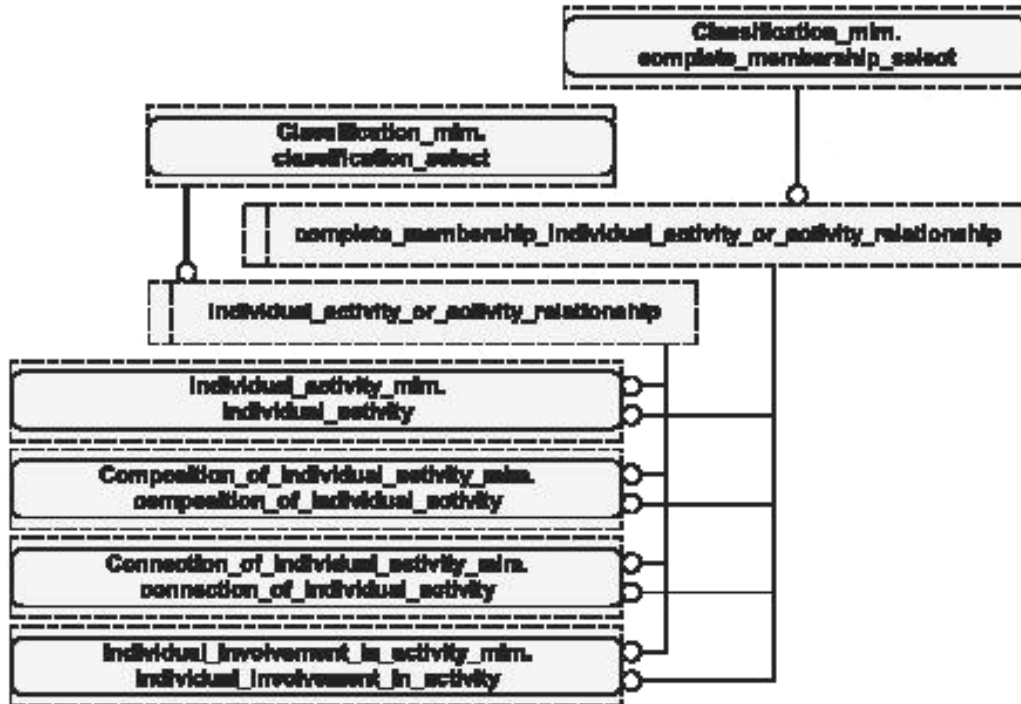 Classification_mim.
complete_membership_select
Classification_mim.
classification_select
complete_membership_individual_activity_or_activity_relationship
individual_activity_or_activity_relationship
Individual_activity_mim.
individual_activity
Composition_of_individual_activity_mim.
composition_of_individual_activity
Connection_of_individual_activity_mim.
connection_of_individual_activity
Individual_involvement_in_activity_mim.
individual_involvement_in_activity